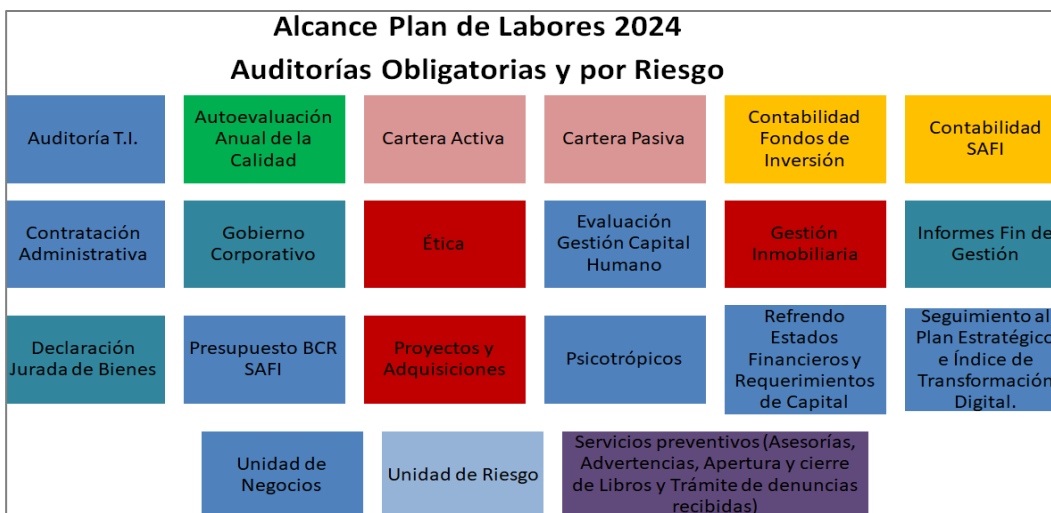 Alcance Plan de Labores 2024
Auditorías Obligatorias y por Riesgo
Auditoría T.I.
Autoevaluación
Anual de la
Calidad
Cartera Activa
Cartera Pasiva
Contabilidad
Fondos de
Inversión
Contabilidad
SAFI
Contratación
Administrativa
Gobierno
Corporativo
Ética
Evaluación
Gestión Capital
Humano
Gestión
Inmobiliaria
Informes Fin de
Gestión
Declaración
Jurada de Bienes
Presupuesto BCR
SAFI
Proyectos y
Adquisiciones
Psicotrópicos
Refrendo
Estados
Financieros y
Requerimientos
de Capital
Seguimiento al
Plan Estratégico
e Índice de
Transformación
Digital.
Unidad de
Negocios
Unidad de Riesgo
Servicios preventivos (Asesorías,
Advertencias, Apertura y cierre
de Libros y Trámite de denuncias
recibidas)